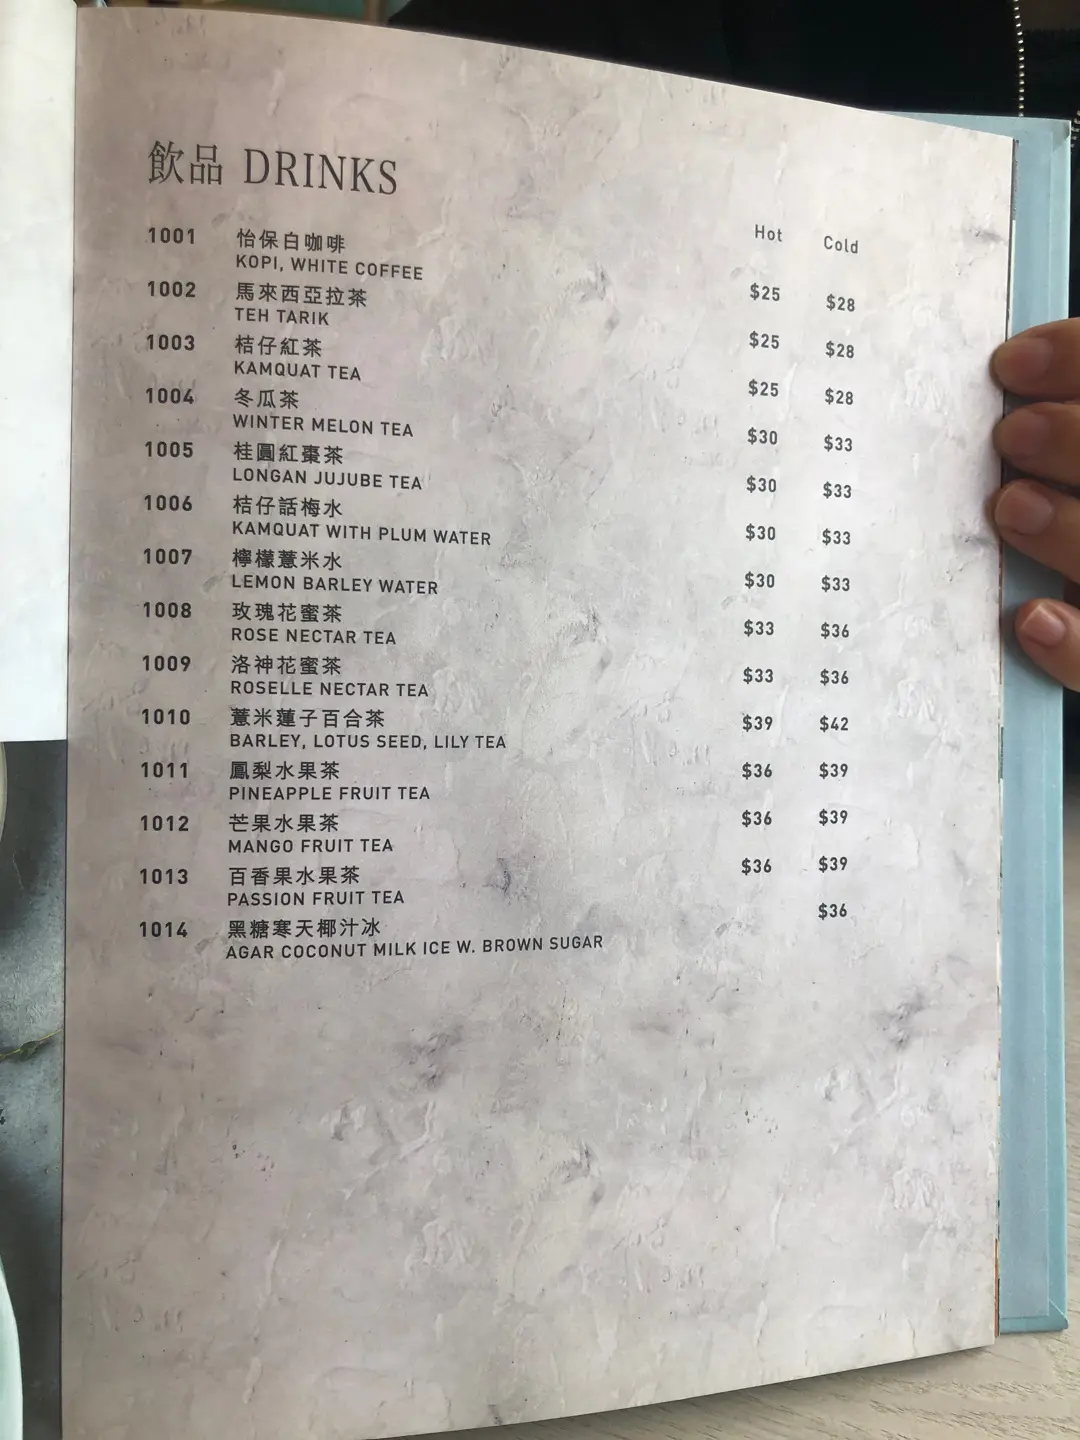 飲品 DRINKS
Hot Cold
1001 怡保白咖啡
KOPI, WHITE COFFEE
$25 $28
1002 馬來西亞拉茶
TEH TARIK
$25 $28
1003 桔仔紅茶
KAMQUAT TEA
$25 $28
1004 冬瓜茶
WINTER MELON TEA
$30 $33
1005 桂圓紅棗茶
LONGAN JUJUBE TEA
$30 $33
1006 桔仔話梅水
KAMQUAT WITH PLUM WATER
$30 $33
1007 檸檬薏米水
LEMON BARLEY WATER
$30 $33
1008 玫瑰花蜜茶
ROSE NECTAR TEA
$33 $36
1009 洛神花蜜茶
ROSELLE NECTAR TEA
$33 $36
1010 薏米蓮子百合茶
BARLEY, LOTUS SEED, LILY TEA
$39 $42
1011 鳳梨水果茶
PINEAPPLE FRUIT TEA
$36 $39
1012 芒果水果茶
MANGO FRUIT TEA
$36 $39
1013 百香果水果茶
PASSION FRUIT TEA
$36 $39
1014 黑糖寒天椰汁冰
AGAR COCONUT MILK ICE W. BROWN SUGAR
$36